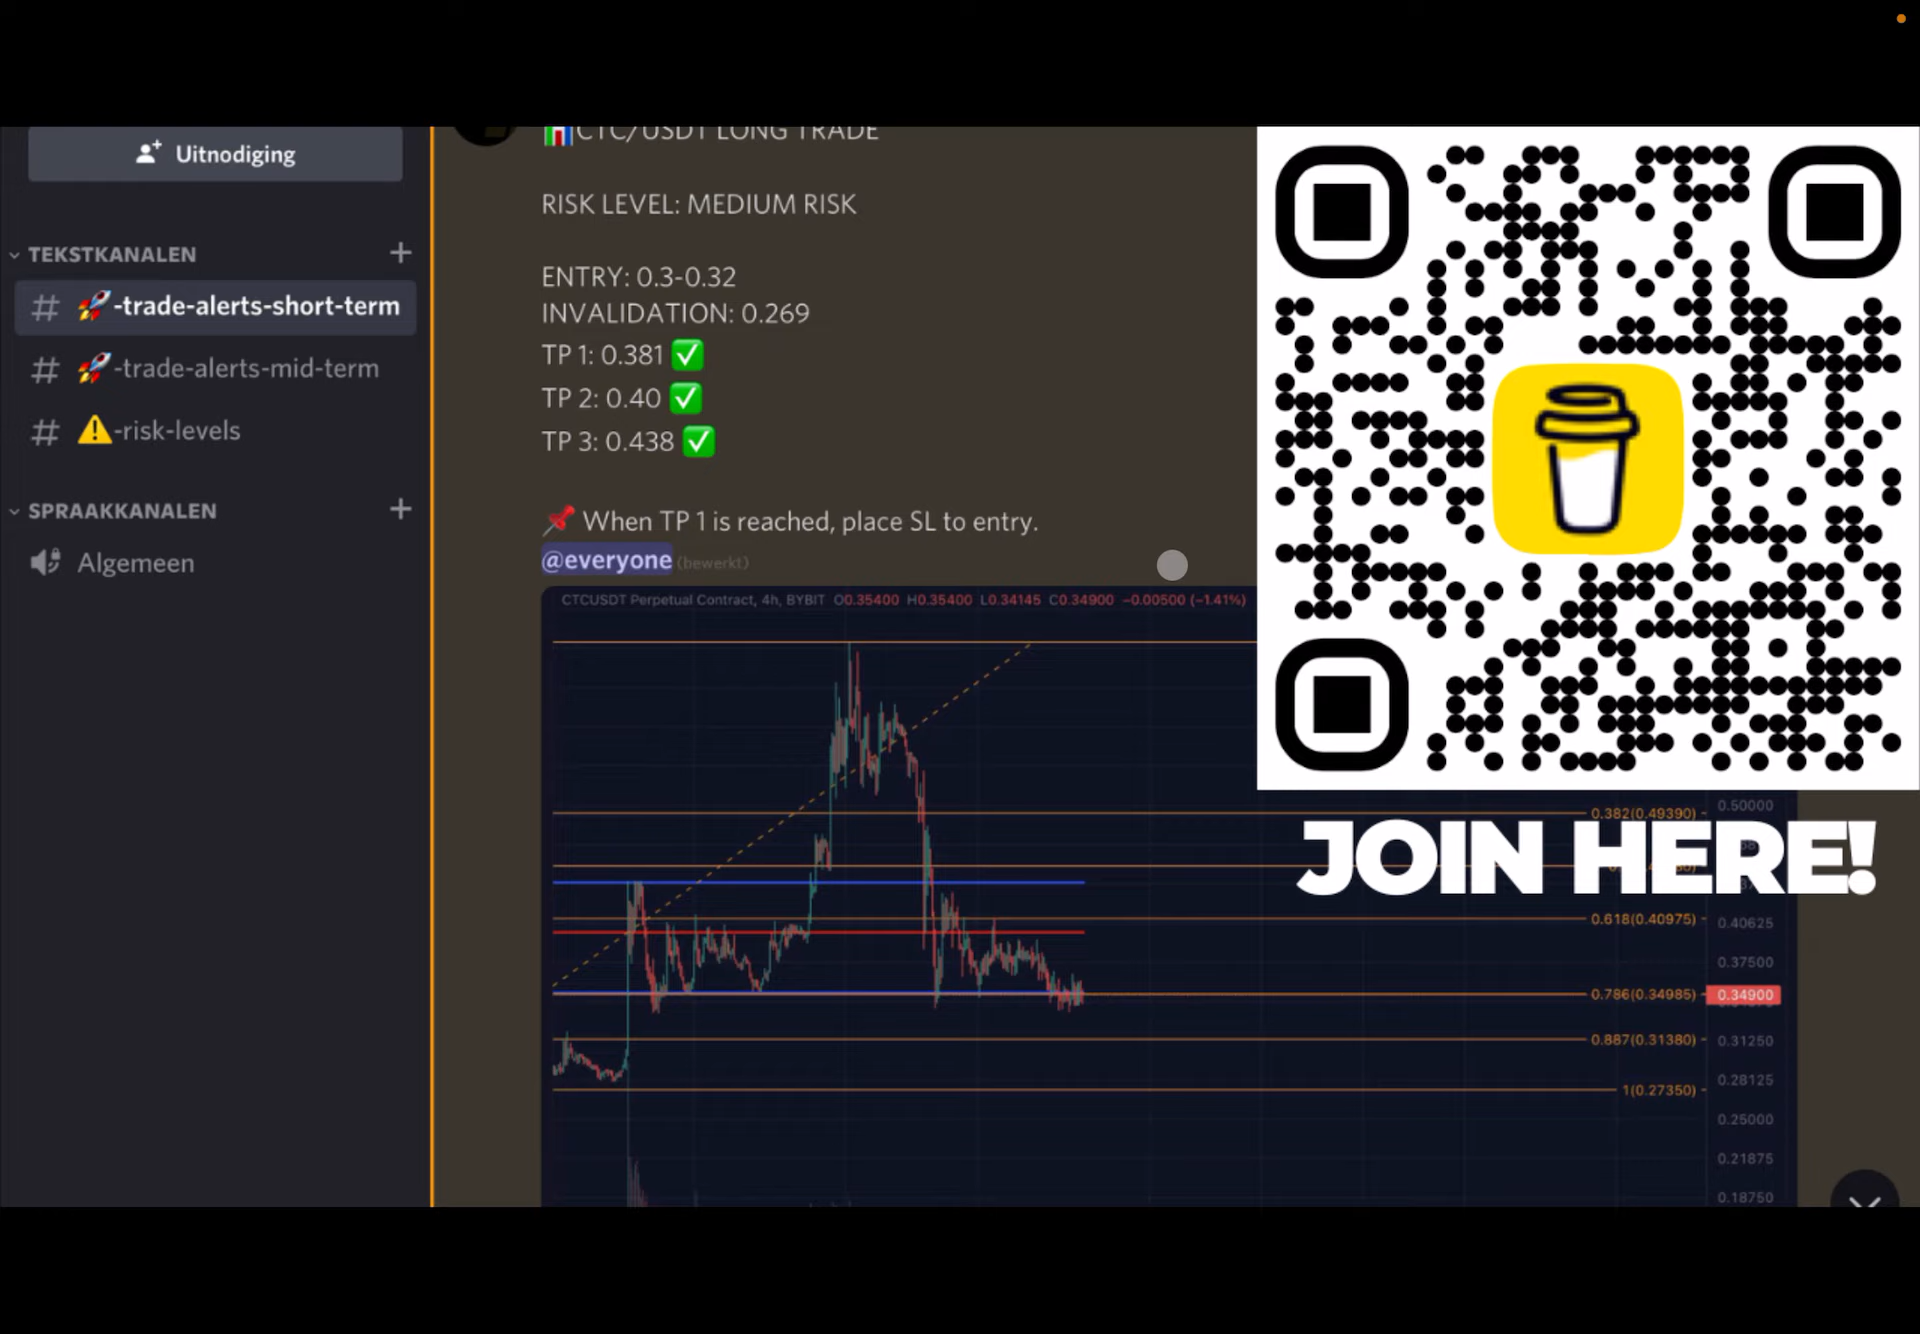 Uitnodiging
TEKSTKANALEN
# 🚀-trade-alerts-short-term
# 🚀-trade-alerts-mid-term
# ⚠️-risk-levels
SPRAAKKANALEN
Algemeen
📊CTC/USDT LONG TRADE
RISK LEVEL: MEDIUM RISK
ENTRY: 0.3-0.32
INVALIDATION: 0.269
TP 1: 0.381 ✅
TP 2: 0.40 ✅
TP 3: 0.438 ✅
📌 When TP 1 is reached, place SL to entry.
@everyone (bewerkt)
CTCUSDT Perpetual Contract, 4h, BYBIT O0.35400 H0.35400 L0.34145 C0.34900 −0.00500 (−1.41%)
JOIN HERE!
0.50000
0.382(0.49390)
0.618(0.40975)
0.40625
0.37500
0.786(0.34985)
0.34900
0.887(0.31380)
0.31250
0.28125
1(0.27350)
0.25000
0.21875
0.18750